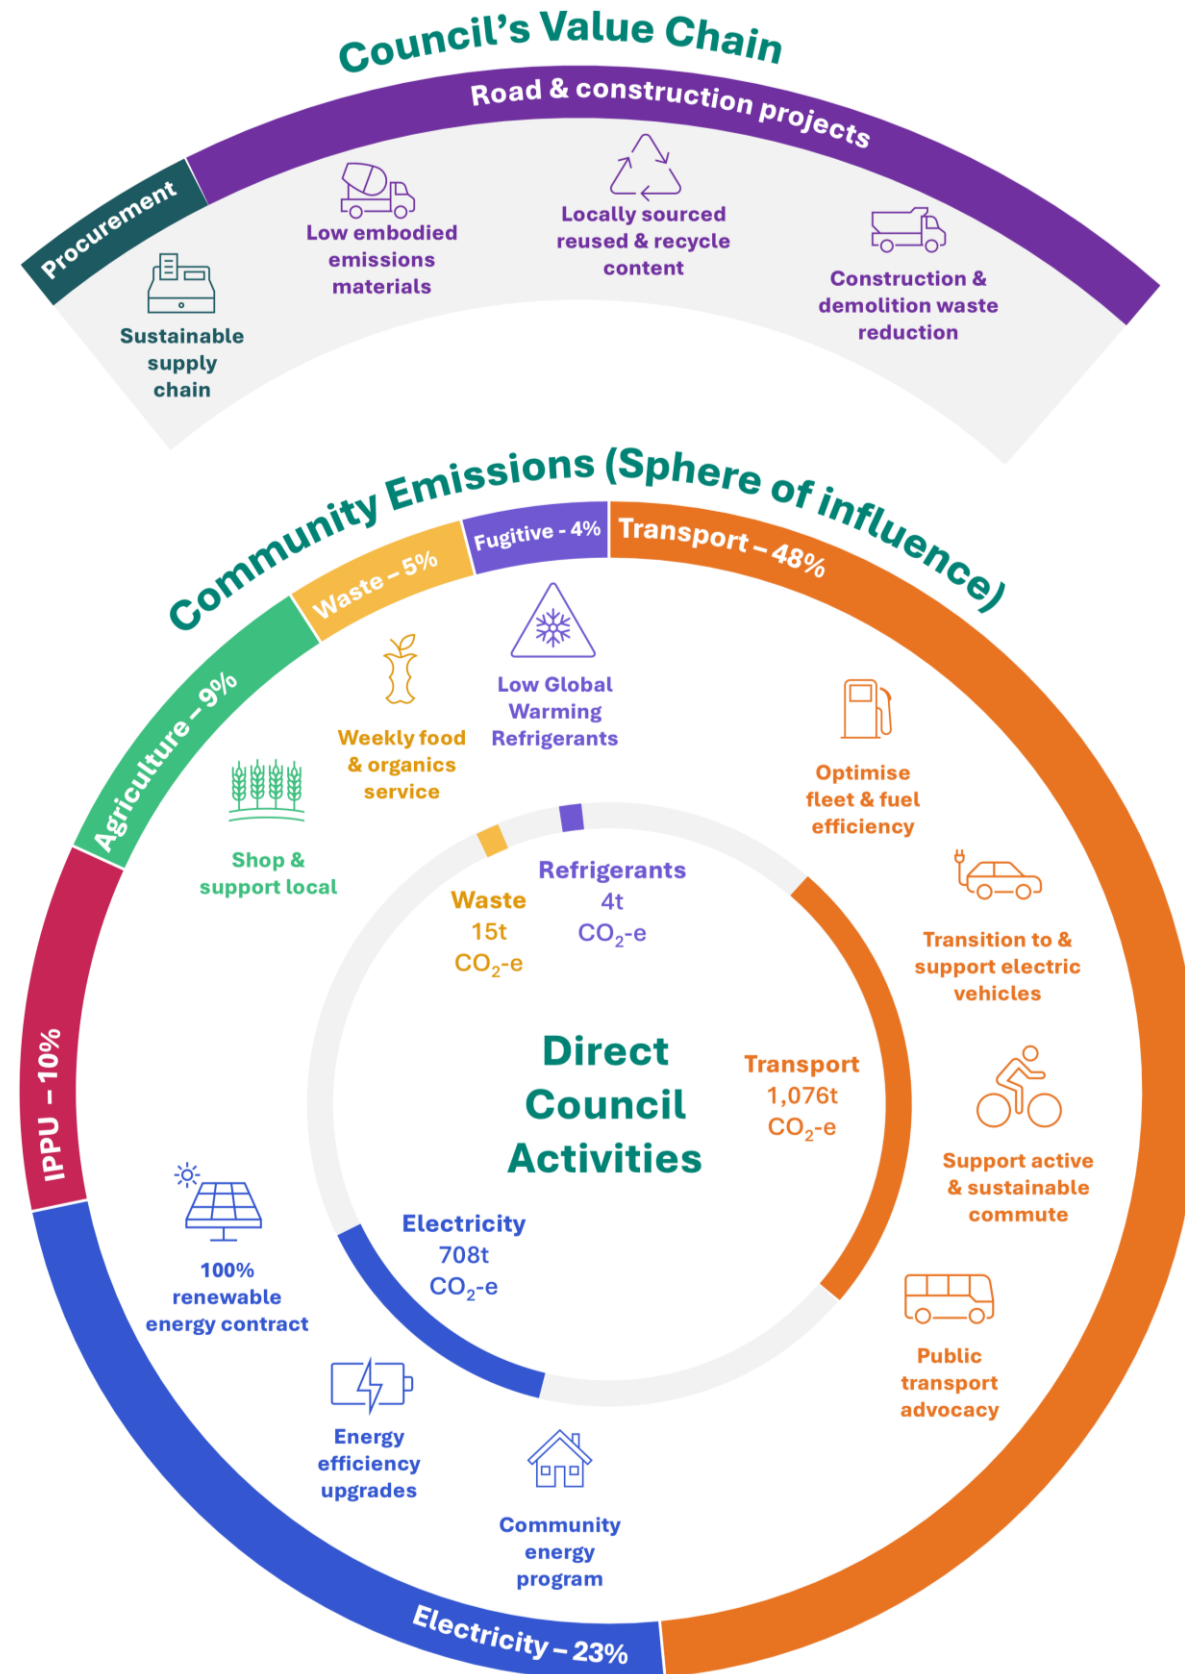 Council's Value Chain
Road & construction projects
Procurement
Sustainable
supply
chain
Low embodied
emissions
materials
Locally sourced
reused & recycle
content
Construction &
demolition waste
reduction
Community Emissions (Sphere of influence)
Transport – 48%
Fugitive - 4%
Waste – 5%
Agriculture – 9%
IPPU – 10%
Electricity – 23%
Low Global
Warming
Refrigerants
Weekly food
& organics
service
Shop &
support local
Optimise
fleet & fuel
efficiency
Transition to &
support electric
vehicles
Support active
& sustainable
commute
Public
transport
advocacy
100%
renewable
energy contract
Energy
efficiency
upgrades
Community
energy
program
Refrigerants
4t
CO₂-e
Waste
15t
CO₂-e
Direct
Council
Activities
Transport
1,076t
CO₂-e
Electricity
708t
CO₂-e